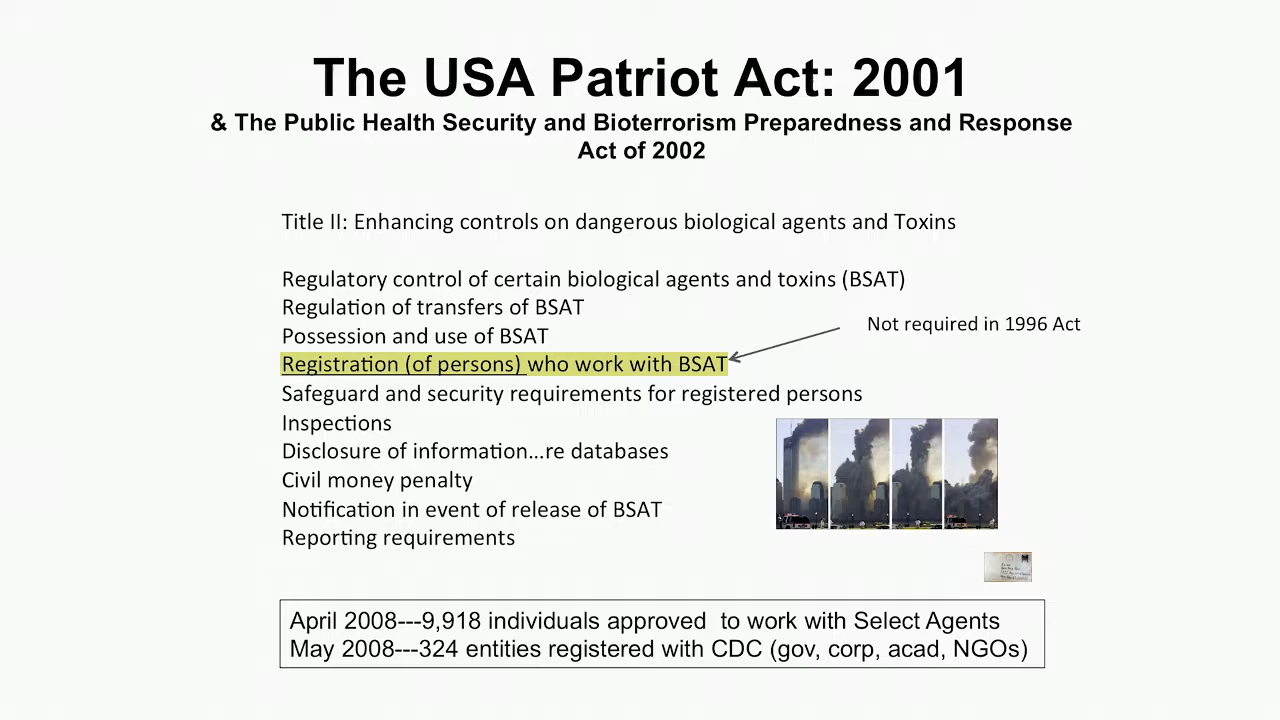 The USA Patriot Act: 2001
& The Public Health Security and Bioterrorism Preparedness and Response
Act of 2002
Title II: Enhancing controls on dangerous biological agents and Toxins
Regulatory control of certain biological agents and toxins (BSAT)
Regulation of transfers of BSAT
Possession and use of BSAT
Not required in 1996 Act
Registration (of persons) who work with BSAT
Safeguard and security requirements for registered persons
Inspections
Disclosure of information…re databases
Civil money penalty
Notification in event of release of BSAT
Reporting requirements
April 2008---9,918 individuals approved  to work with Select Agents
May 2008---324 entities registered with CDC (gov, corp, acad, NGOs)